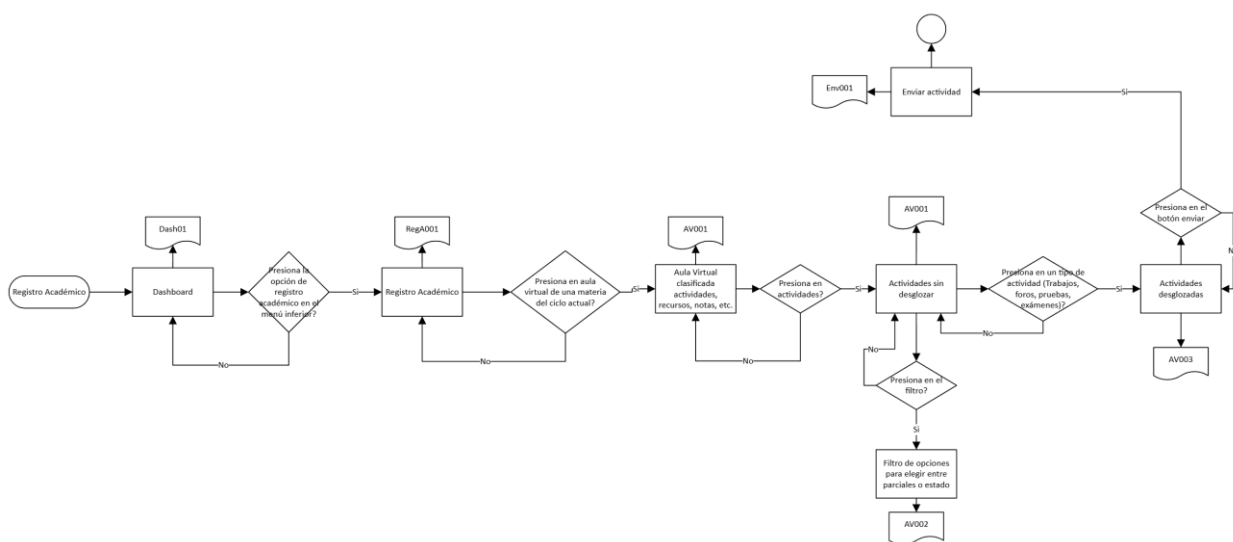 Env001
Enviar actividad
Si
Dash01
RegA001
AV001
AV001
Presiona en el
botón enviar
N
Registro Académico
Dashboard
Presiona la
opción de
registro
académico en el
menú inferior?
Si
Registro Académico
Presiona en aula
virtual de una materia
del ciclo actual?
Si
Aula Virtual
clasificada
actividades,
recursos, notas, etc.
Presiona en
actividades?
Si
Actividades sin
desglozar
Presiona en un tipo de
actividad (Trabajos,
foros, pruebas,
exámenes)?
Si
Actividades
desglozadas
No
No
No
No
No
AV003
Presiona en el
filtro?
Si
Filtro de opciones
para elegir entre
parciales o estado
AV002